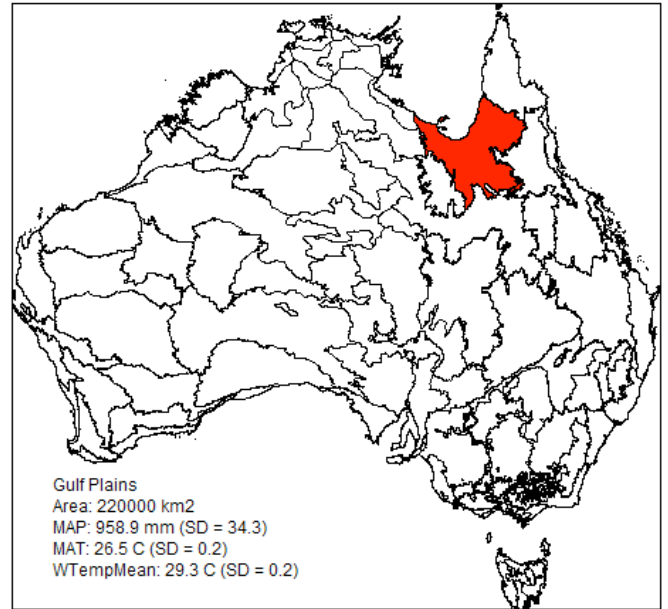 Gulf Plains
Area: 220000 km2
MAP: 958.9 mm (SD = 34.3)
MAT: 26.5 C (SD = 0.2)
WTempMean: 29.3 C (SD = 0.2)